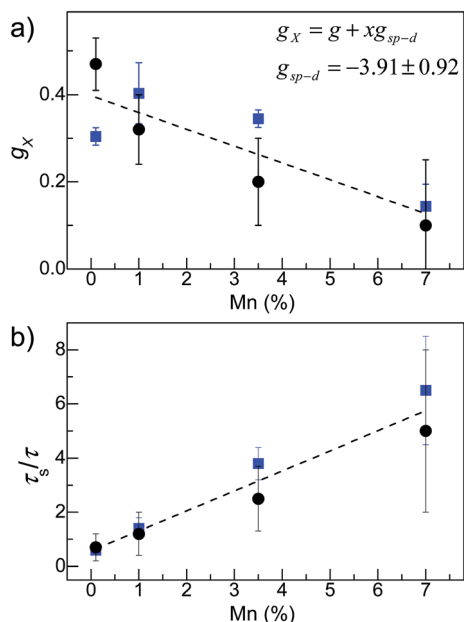 a)
g_X = g + xg_{sp-d}
g_{sp-d} = -3.91±0.92
g_X
0.4
0.2
0.0
0 1 2 3 4 5 6 7
Mn (%)
b)
τ_s/τ
8
6
4
2
0
0 1 2 3 4 5 6 7
Mn (%)